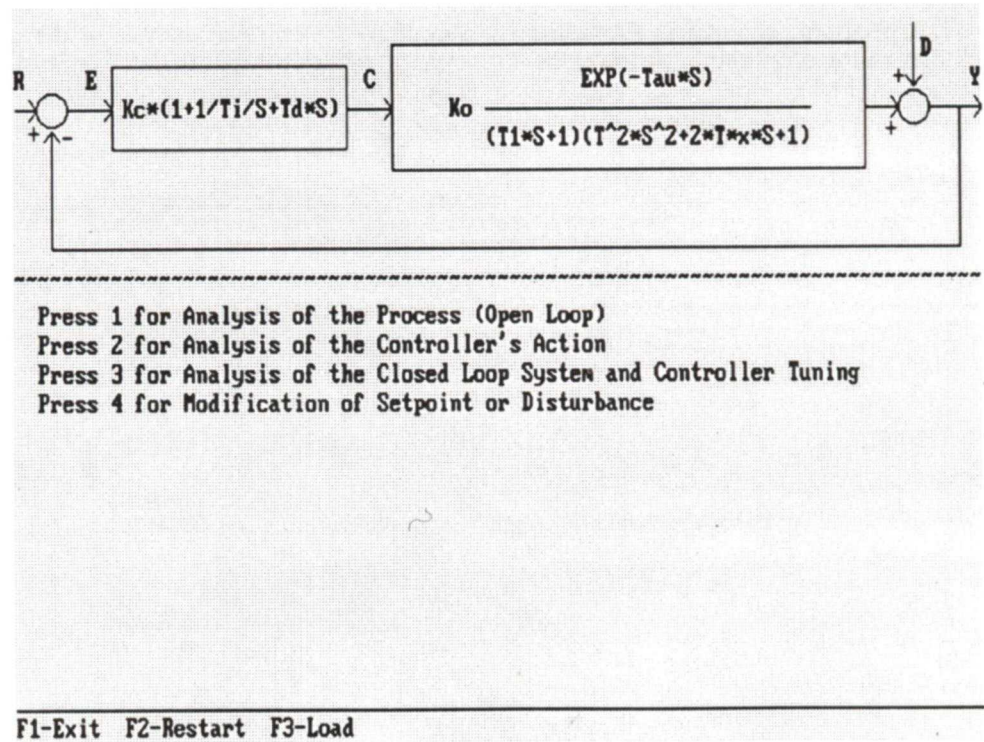 D
R E C Y
EXP(-Tau*S)
Kc*(1+1/Ti/S+Td*S)
Ko
(T1*S+1)(T^2*S^2+2*T*x*S+1)
+
+
+ -
Press 1 for Analysis of the Process (Open Loop)
Press 2 for Analysis of the Controller's Action
Press 3 for Analysis of the Closed Loop System and Controller Tuning
Press 4 for Modification of Setpoint or Disturbance
F1-Exit F2-Restart F3-Load